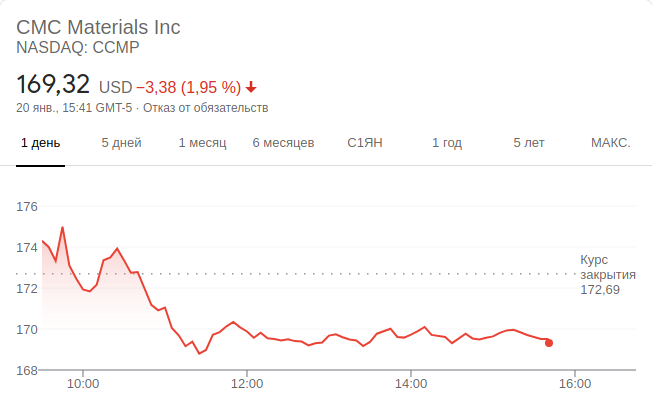 CMC Materials Inc
NASDAQ: CCMP
169,32 USD −3,38 (1,95 %)
20 янв., 15:41 GMT-5 · Отказ от обязательств
1 день 5 дней 1 месяц 6 месяцев С1ЯН 1 год 5 лет МАКС.
176
174
Курс
закрытия
172,69
172
170
168
10:00 12:00 14:00 16:00